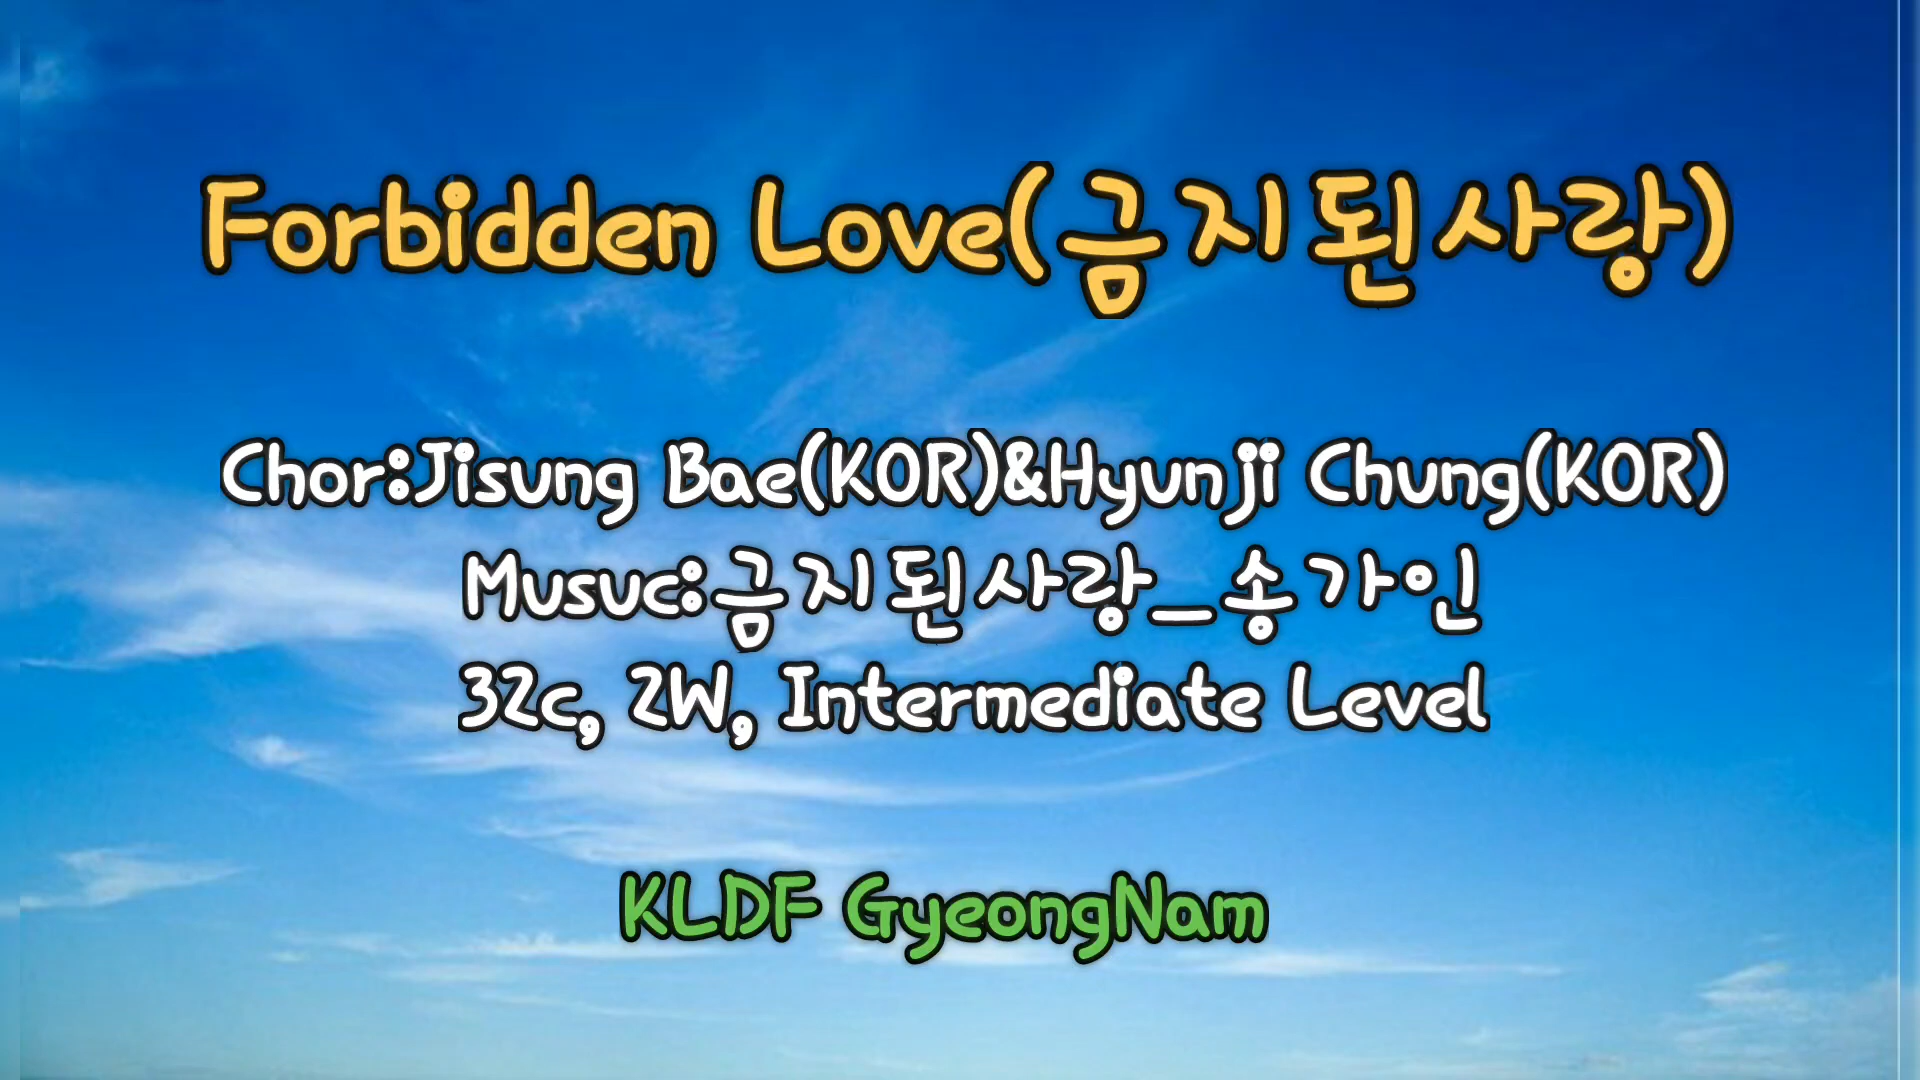 Forbidden Love(금지된사랑)
Chor:Jisung Bae(KOR)&Hyunji Chung(KOR)
Musuc:금지된사랑_송가인
32c, 2W, Intermediate Level
KLDF GyeongNam